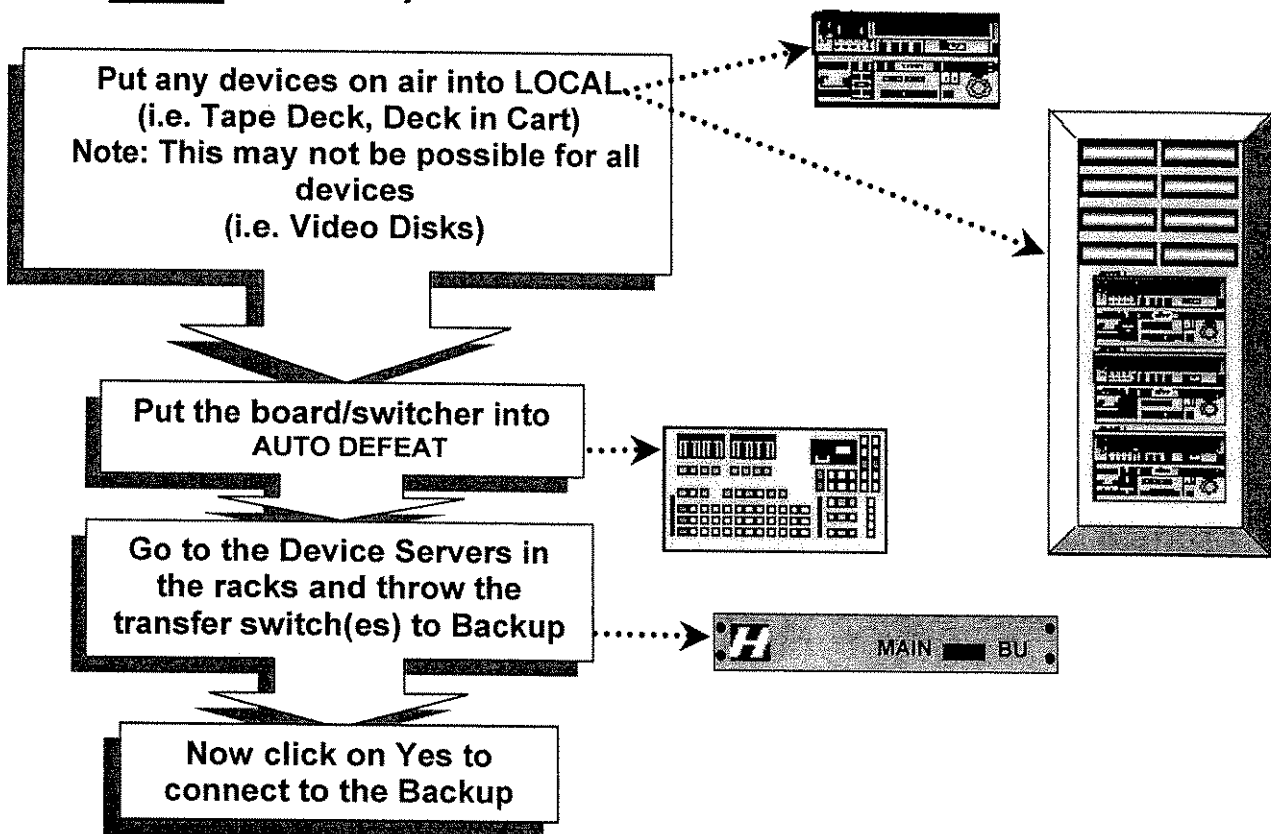 Put any devices on air into LOCAL
(i.e. Tape Deck, Deck in Cart)
Note: This may not be possible for all
devices
(i.e. Video Disks)
Put the board/switcher into
AUTO DEFEAT
Go to the Device Servers in
the racks and throw the
transfer switch(es) to Backup
H MAIN BU
Now click on Yes to
connect to the Backup